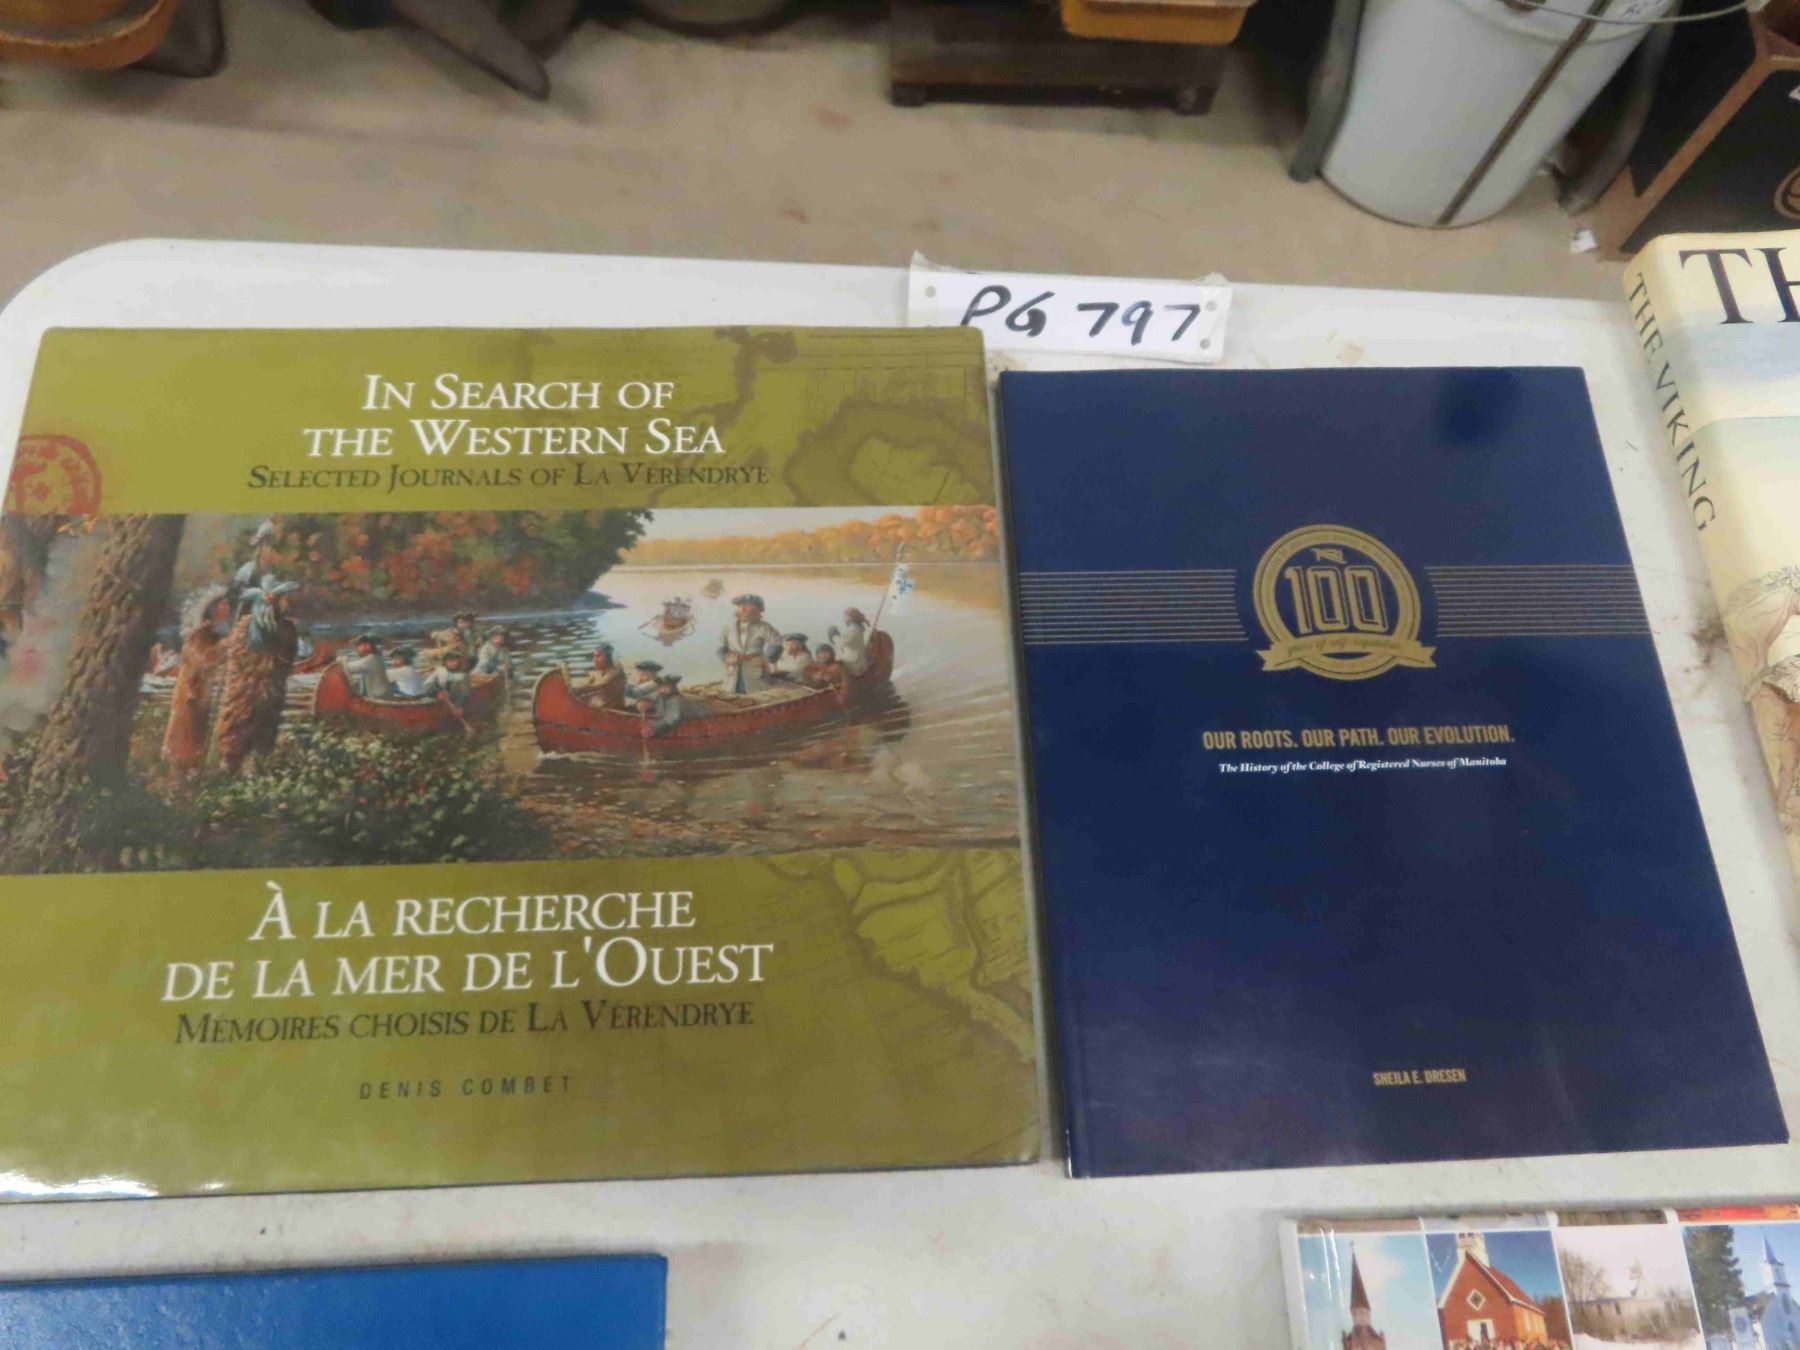 PG 797
IN SEARCH OF
THE WESTERN SEA
SELECTED JOURNALS OF LA VÉRENDRYE
À LA RECHERCHE
DE LA MER DE L'OUEST
MÉMOIRES CHOISIS DE LA VÉRENDRYE
DENIS COMBET
100
OUR ROOTS. OUR PATH. OUR EVOLUTION.
The History of the College of Registered Nurses of Manitoba
SHEILA E. DRESEN
THE VIKING